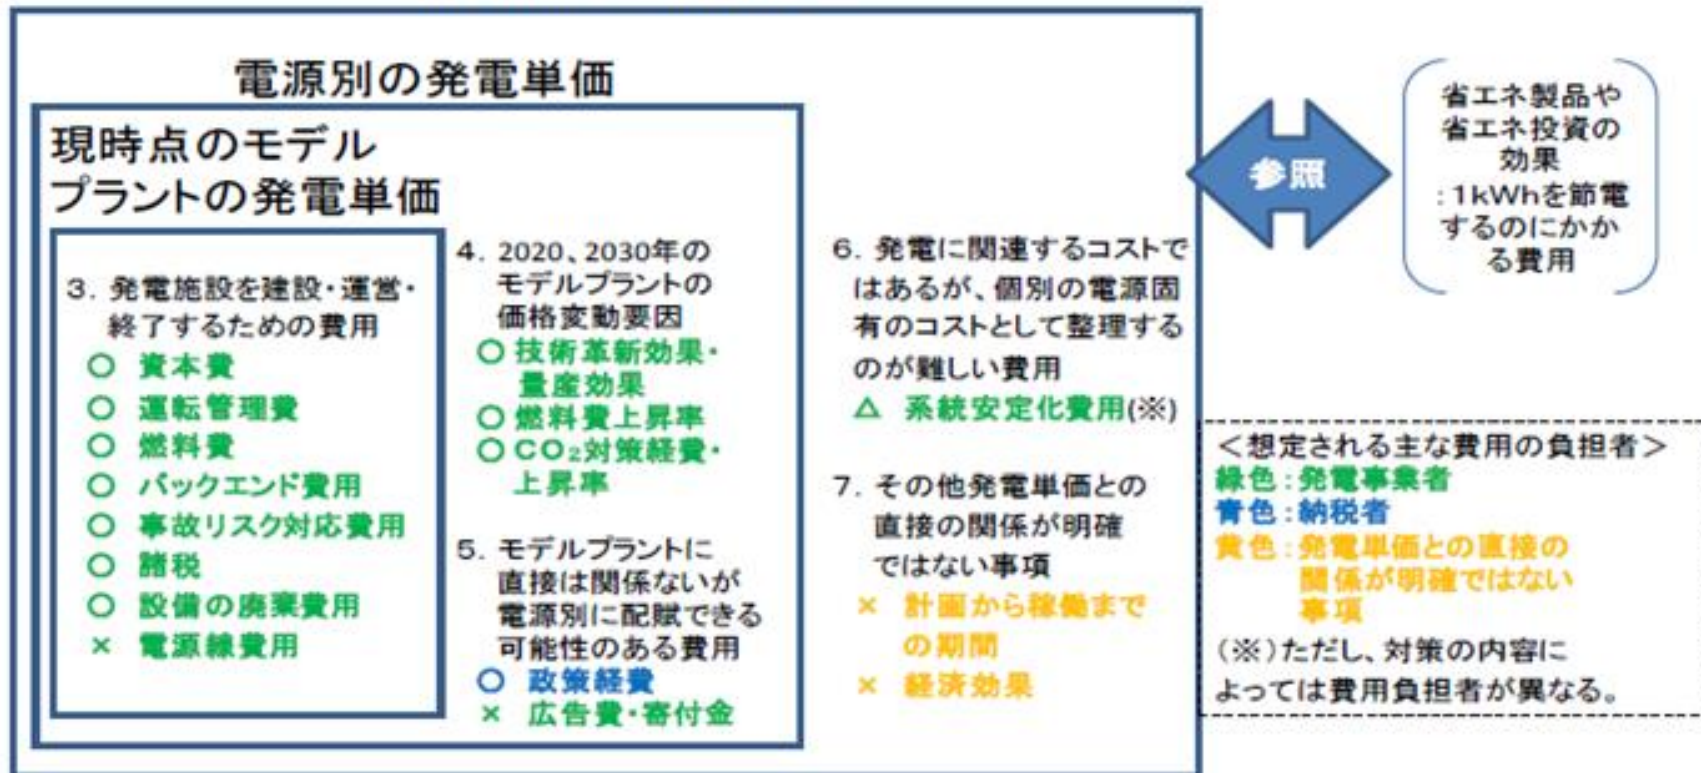 電源別の発電単価
現時点のモデル
プラントの発電単価
3. 発電施設を建設・運営・
終了するための費用
○ 資本費
○ 運転管理費
○ 燃料費
○ バックエンド費用
○ 事故リスク対応費用
○ 諸税
○ 設備の廃棄費用
× 電源線費用
4. 2020、2030年の
モデルプラントの
価格変動要因
○ 技術革新効果・
量産効果
○ 燃料費上昇率
○ CO₂対策経費・
上昇率
5. モデルプラントに
直接は関係ないが
電源別に配賦できる
可能性のある費用
○ 政策経費
× 広告費・寄付金
6. 発電に関連するコストで
はあるが、個別の電源固
有のコストとして整理する
のが難しい費用
△ 系統安定化費用(※)
7. その他発電単価との
直接の関係が明確
ではない事項
× 計画から稼働まで
の期間
× 経済効果
参照
省エネ製品や
省エネ投資の
効果
:1kWhを節電
するのにかか
る費用
＜想定される主な費用の負担者＞
緑色:発電事業者
青色:納税者
黄色:発電単価との直接の
関係が明確ではない
事項
(※)ただし、対策の内容に
よっては費用負担者が異なる。